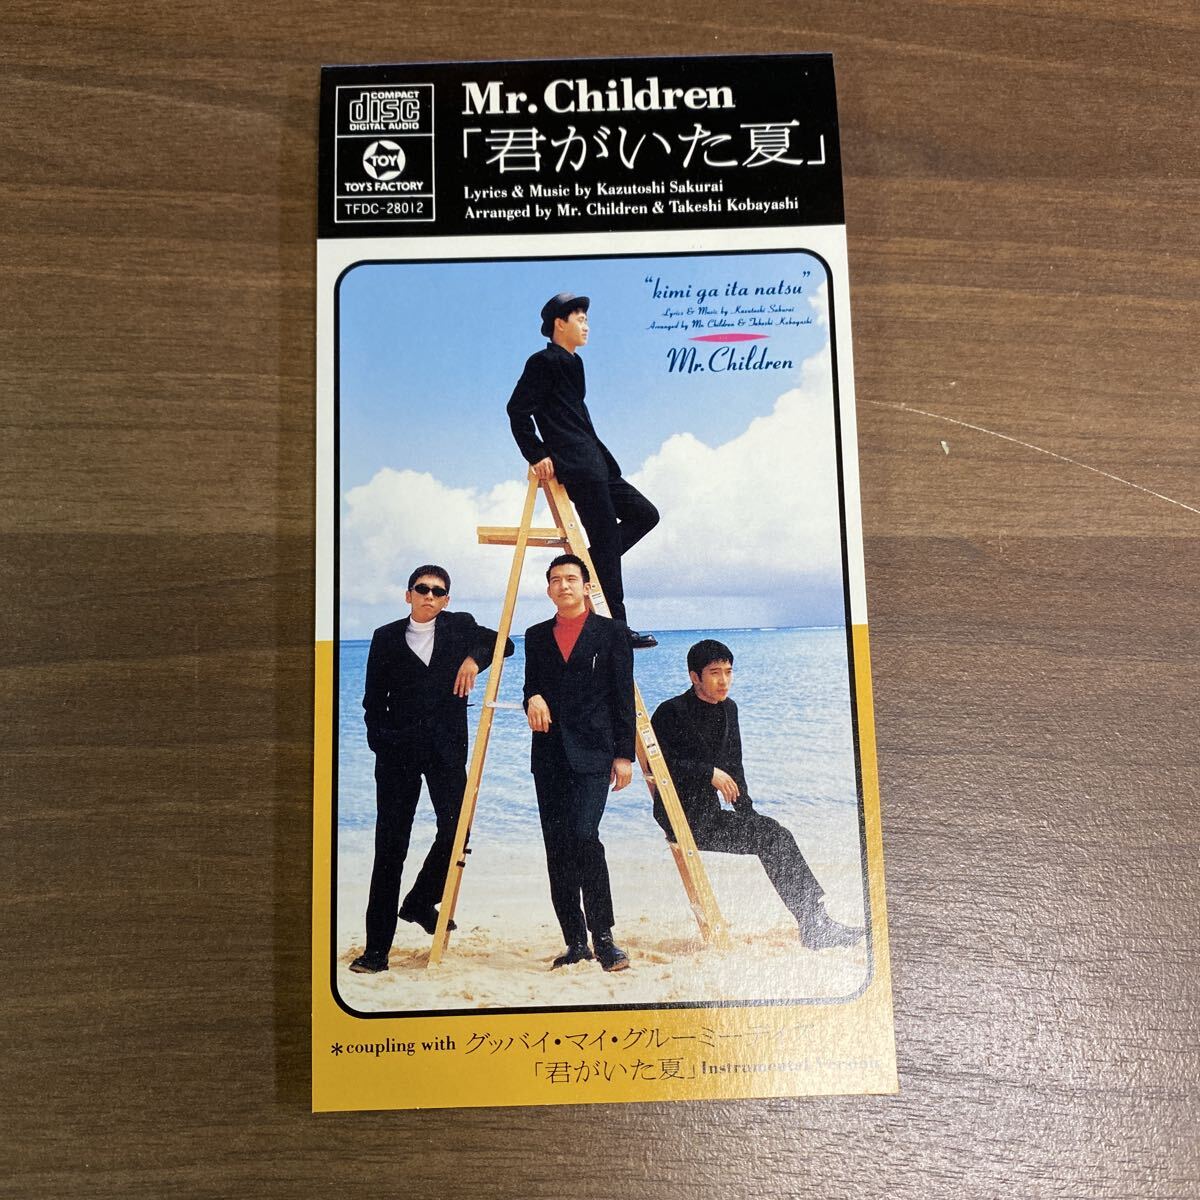 COMPACT
disc
DIGITAL AUDIO
TOY
TOY'S FACTORY
TFDC-28012
Mr. Children
「君がいた夏」
Lyrics & Music by Kazutoshi Sakurai
Arranged by Mr. Children & Takeshi Kobayashi
"kimi ga ita natsu"
Lyrics & Music by Kazutoshi Sakurai
Arranged by Mr. Children & Takeshi Kobayashi
Mr. Children
*coupling with グッバイ・マイ・グルーミーデイズ
「君がいた夏」Instrumental Version